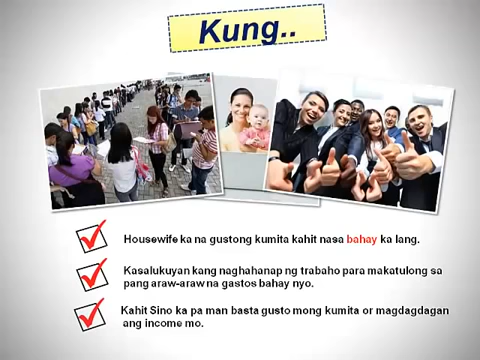 Kung..
Housewife ka na gustong kumita kahit nasa bahay ka lang.
Kasalukuyan kang naghahanap ng trabaho para makatulong sa
pang araw-araw na gastos bahay nyo.
Kahit Sino ka pa man basta gusto mong kumita or magdagdagan
ang income mo.